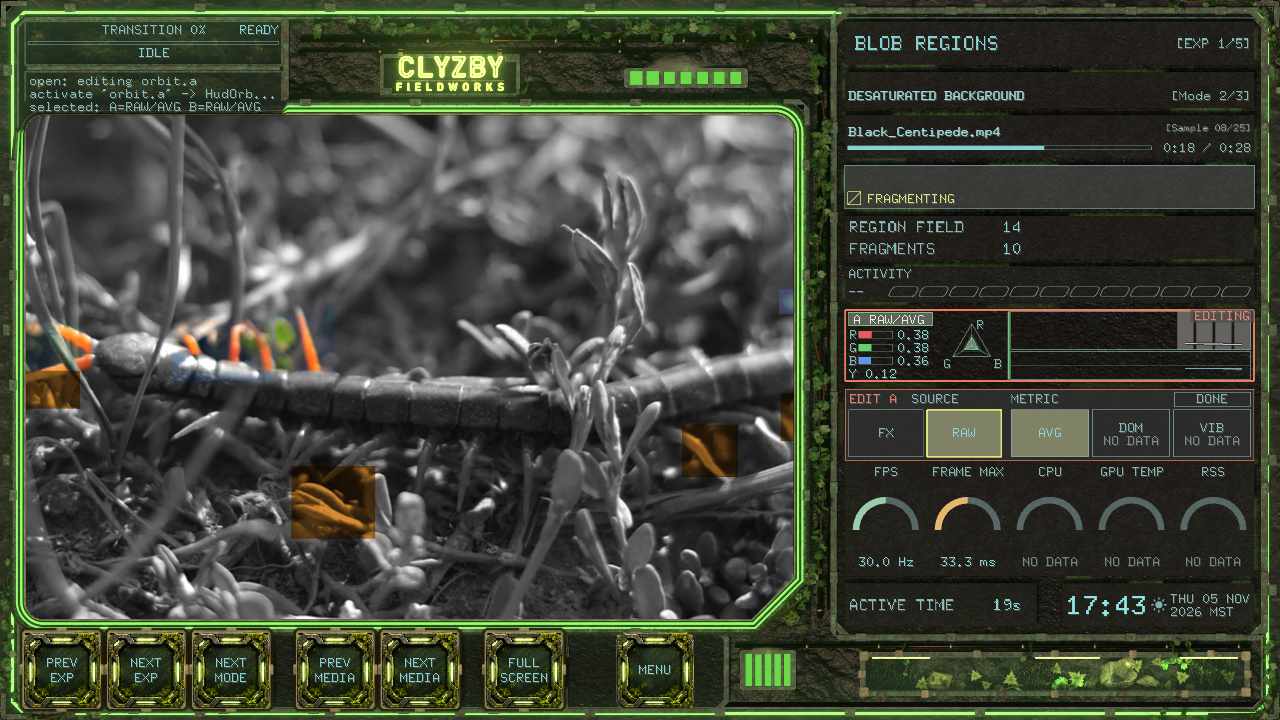 TRANSITION 0% READY
IDLE
open: editing orbit.a
activate "orbit.a" -> HudOrb...
selected: A=RAW/AVG B=RAW/AVG
CLYZBY
FIELDWORKS
BLOB REGIONS [EXP 1/5]
DESATURATED BACKGROUND [Mode 2/3]
Black_Centipede.mp4 [Sample 08/25]
0:18 / 0:28
FRAGMENTING
REGION FIELD 14
FRAGMENTS 10
ACTIVITY
--
A RAW/AVG EDITING
R 0.38
G 0.38
B 0.36
Y 0.12
R
G B
EDIT A SOURCE METRIC DONE
FX RAW AVG DOM NO DATA VIB NO DATA
FPS FRAME MAX CPU GPU TEMP RSS
30.0 Hz 33.3 ms NO DATA NO DATA NO DATA
ACTIVE TIME 19s
17:43 THU 05 NOV 2026 MST
PREV EXP
NEXT EXP
NEXT MODE
PREV MEDIA
NEXT MEDIA
FULL SCREEN
MENU